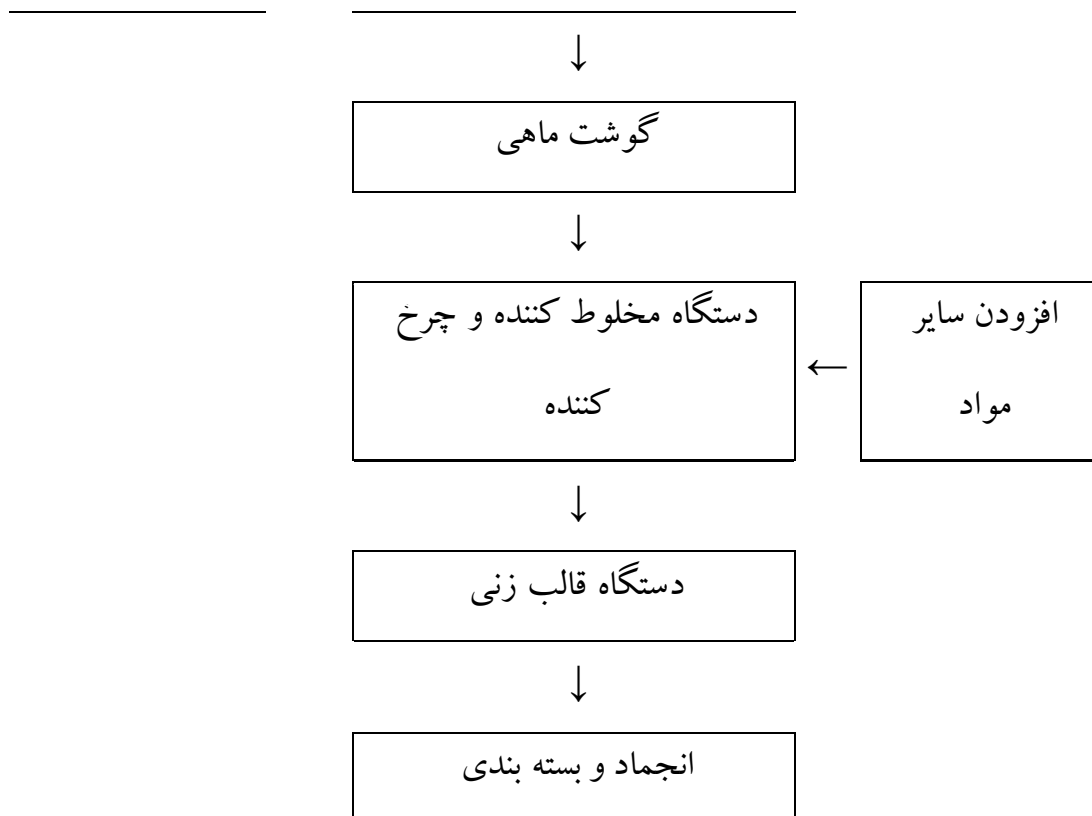 ↓
گوشت ماهی
↓
دستگاه مخلوط کننده و چرخ
کننده
←
افزودن سایر
مواد
↓
دستگاه قالب زنی
↓
انجماد و بسته بندی